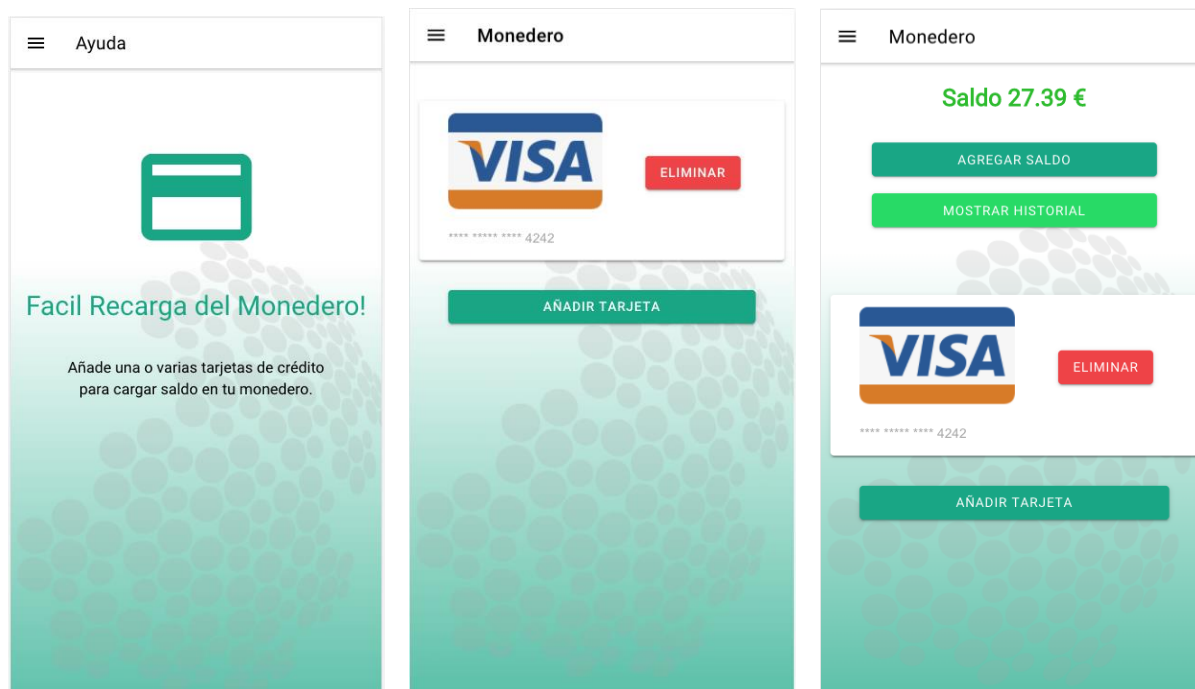 Ayuda
Facil Recarga del Monedero!
Añade una o varias tarjetas de crédito
para cargar saldo en tu monedero.
Monedero
VISA
ELIMINAR
**** ***** **** 4242
AÑADIR TARJETA
Monedero
Saldo 27.39 €
AGREGAR SALDO
MOSTRAR HISTORIAL
VISA
ELIMINAR
**** ***** **** 4242
AÑADIR TARJETA